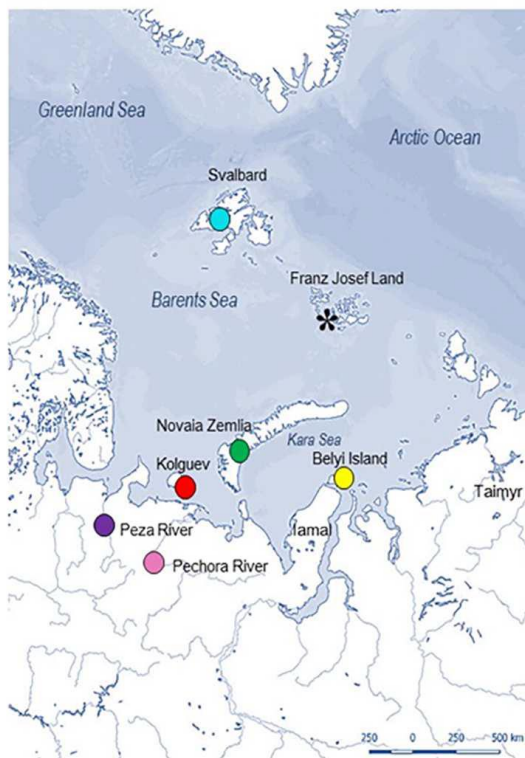 Greenland Sea
Arctic Ocean
Svalbard
Franz Josef Land
*
Barents Sea
Novaia Zemlia
Kara Sea
Kolguev
Belyi Island
Taimyr
Peza River
Iamal
Pechora River
250 0 250 500 km